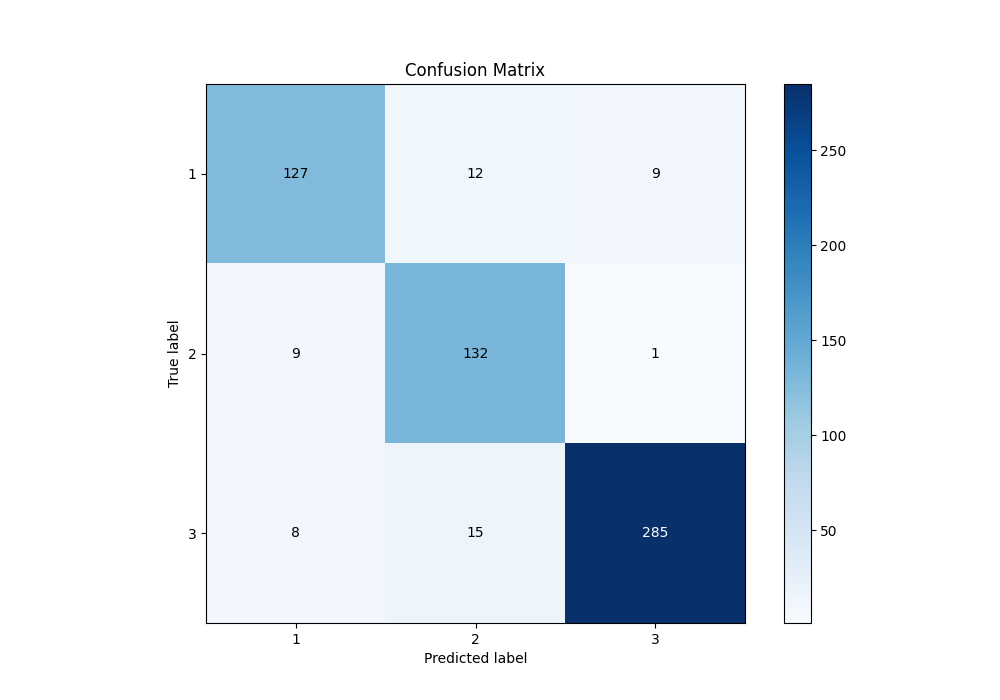 Confusion Matrix
1 127 12 9
2 9 132 1
3 8 15 285
1 2 3
Predicted label
True label
250
200
150
100
50